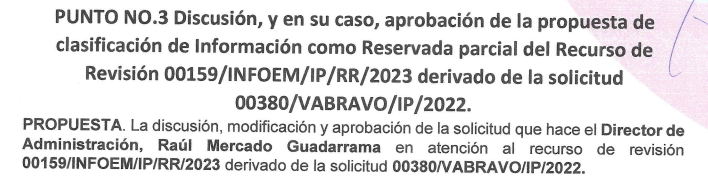 PUNTO NO.3 Discusión, y en su caso, aprobación de la propuesta de
clasificación de Información como Reservada parcial del Recurso de
Revisión 00159/INFOEM/IP/RR/2023 derivado de la solicitud
00380/VABRAVO/IP/2022.
PROPUESTA. La discusión, modificación y aprobación de la solicitud que hace el Director de
Administración, Raúl Mercado Guadarrama en atención al recurso de revisión
00159/INFOEM/IP/RR/2023 derivado de la solicitud 00380/VABRAVO/IP/2022.